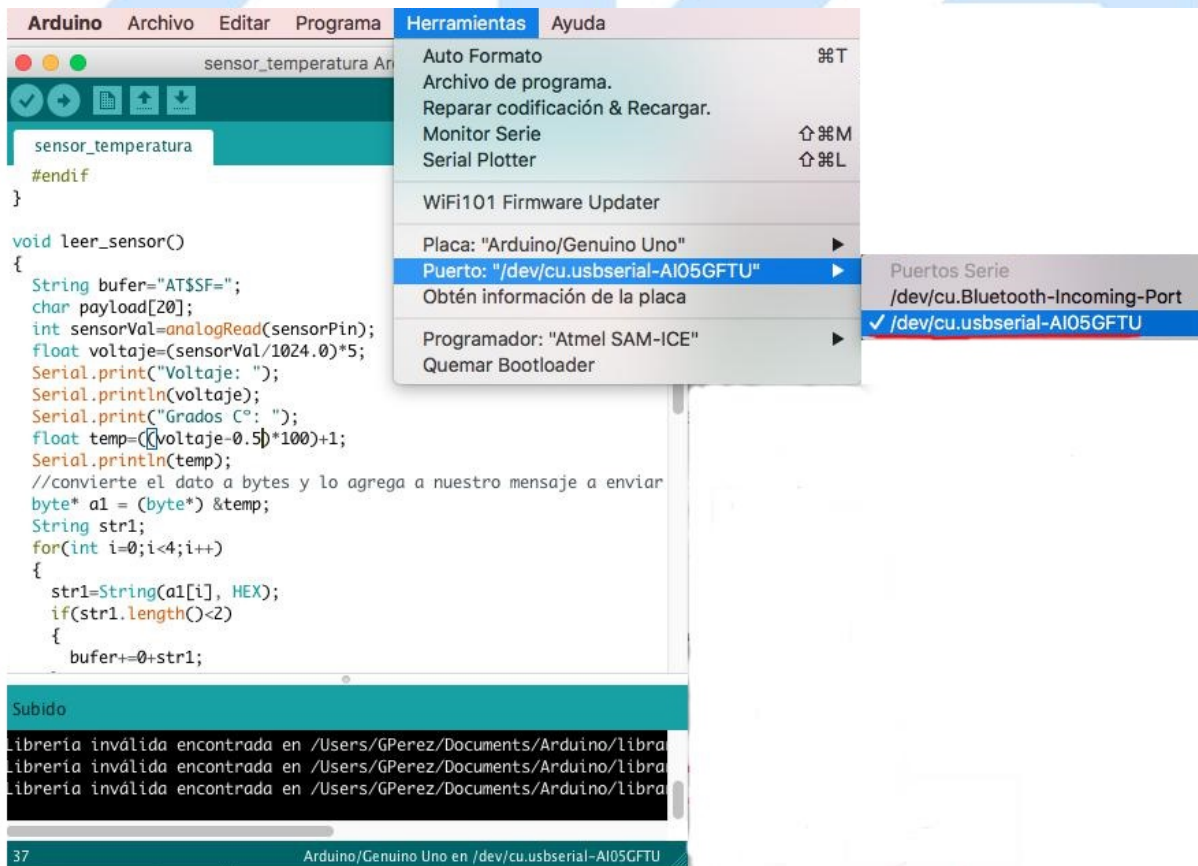 Arduino Archivo Editar Programa Herramientas Ayuda
sensor_temperatura
sensor_temperatura
#endif
}
void leer_sensor()
{
String bufer="AT$SF=";
char payload[20];
int sensorVal=analogRead(sensorPin);
float voltaje=(sensorVal/1024.0)*5;
Serial.print("Voltaje: ");
Serial.println(voltaje);
Serial.print("Grados C°: ");
float temp=((voltaje-0.5)*100)+1;
Serial.println(temp);
//convierte el dato a bytes y lo agrega a nuestro mensaje a enviar
byte* a1 = (byte*) &temp;
String str1;
for(int i=0;i<4;i++)
{
str1=String(a1[i], HEX);
if(str1.length()<2)
{
bufer+=0+str1;
Auto Formato ⌘T
Archivo de programa.
Reparar codificación & Recargar.
Monitor Serie ⇧⌘M
Serial Plotter ⇧⌘L
WiFi101 Firmware Updater
Placa: "Arduino/Genuino Uno"
Puerto: "/dev/cu.usbserial-AI05GFTU"
Obtén información de la placa
Programador: "Atmel SAM-ICE"
Quemar Bootloader
Puertos Serie
/dev/cu.Bluetooth-Incoming-Port
✓ /dev/cu.usbserial-AI05GFTU
Subido
Librería inválida encontrada en /Users/GPerez/Documents/Arduino/
Librería inválida encontrada en /Users/GPerez/Documents/Arduino/
Librería inválida encontrada en /Users/GPerez/Documents/Arduino/
37 Arduino/Genuino Uno en /dev/cu.usbserial-AI05GFTU